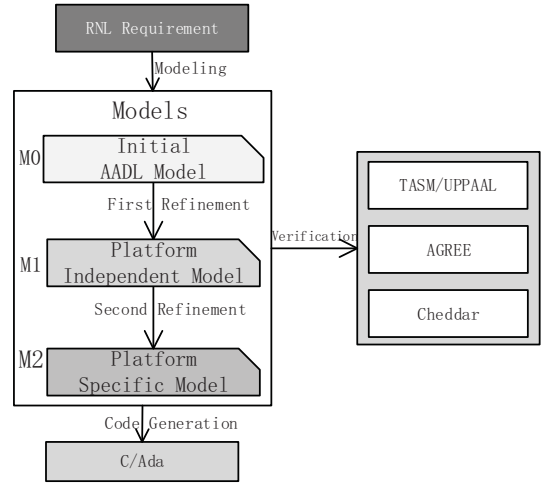 RNL Requirement
Modeling
Models
M0
Initial
AADL Model
First Refinement
M1
Platform
Independent Model
Second Refinement
M2
Platform
Specific Model
Verification
TASM/UPPAAL
AGREE
Cheddar
Code Generation
C/Ada